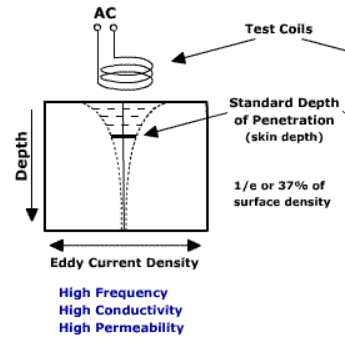 AC
Test Coils
Standard Depth
of Penetration
(skin depth)
Depth
1/e or 37% of
surface density
Eddy Current Density
High Frequency
High Conductivity
High Permeability